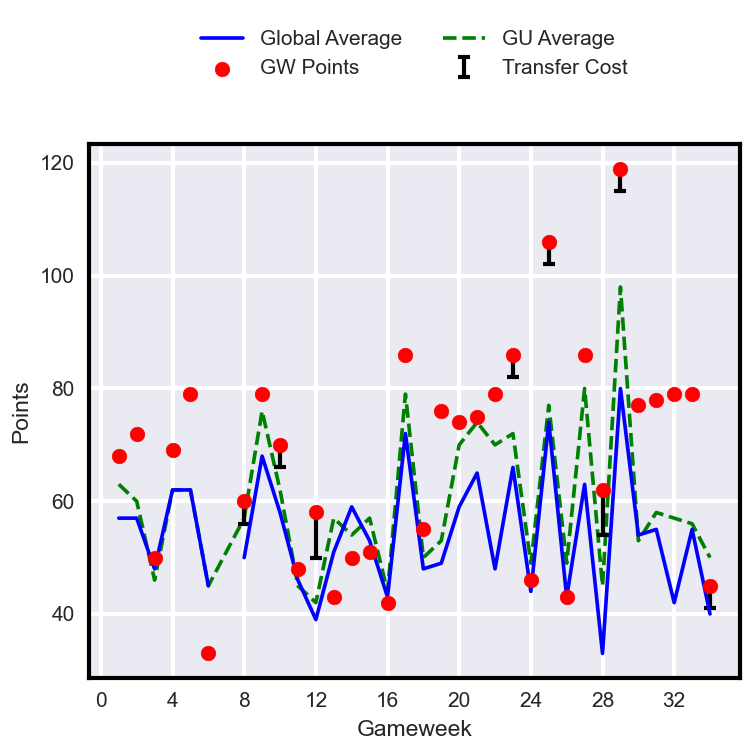 Global Average GU Average
GW Points Transfer Cost
120
100
80
60
40
Points
0 4 8 12 16 20 24 28 32
Gameweek